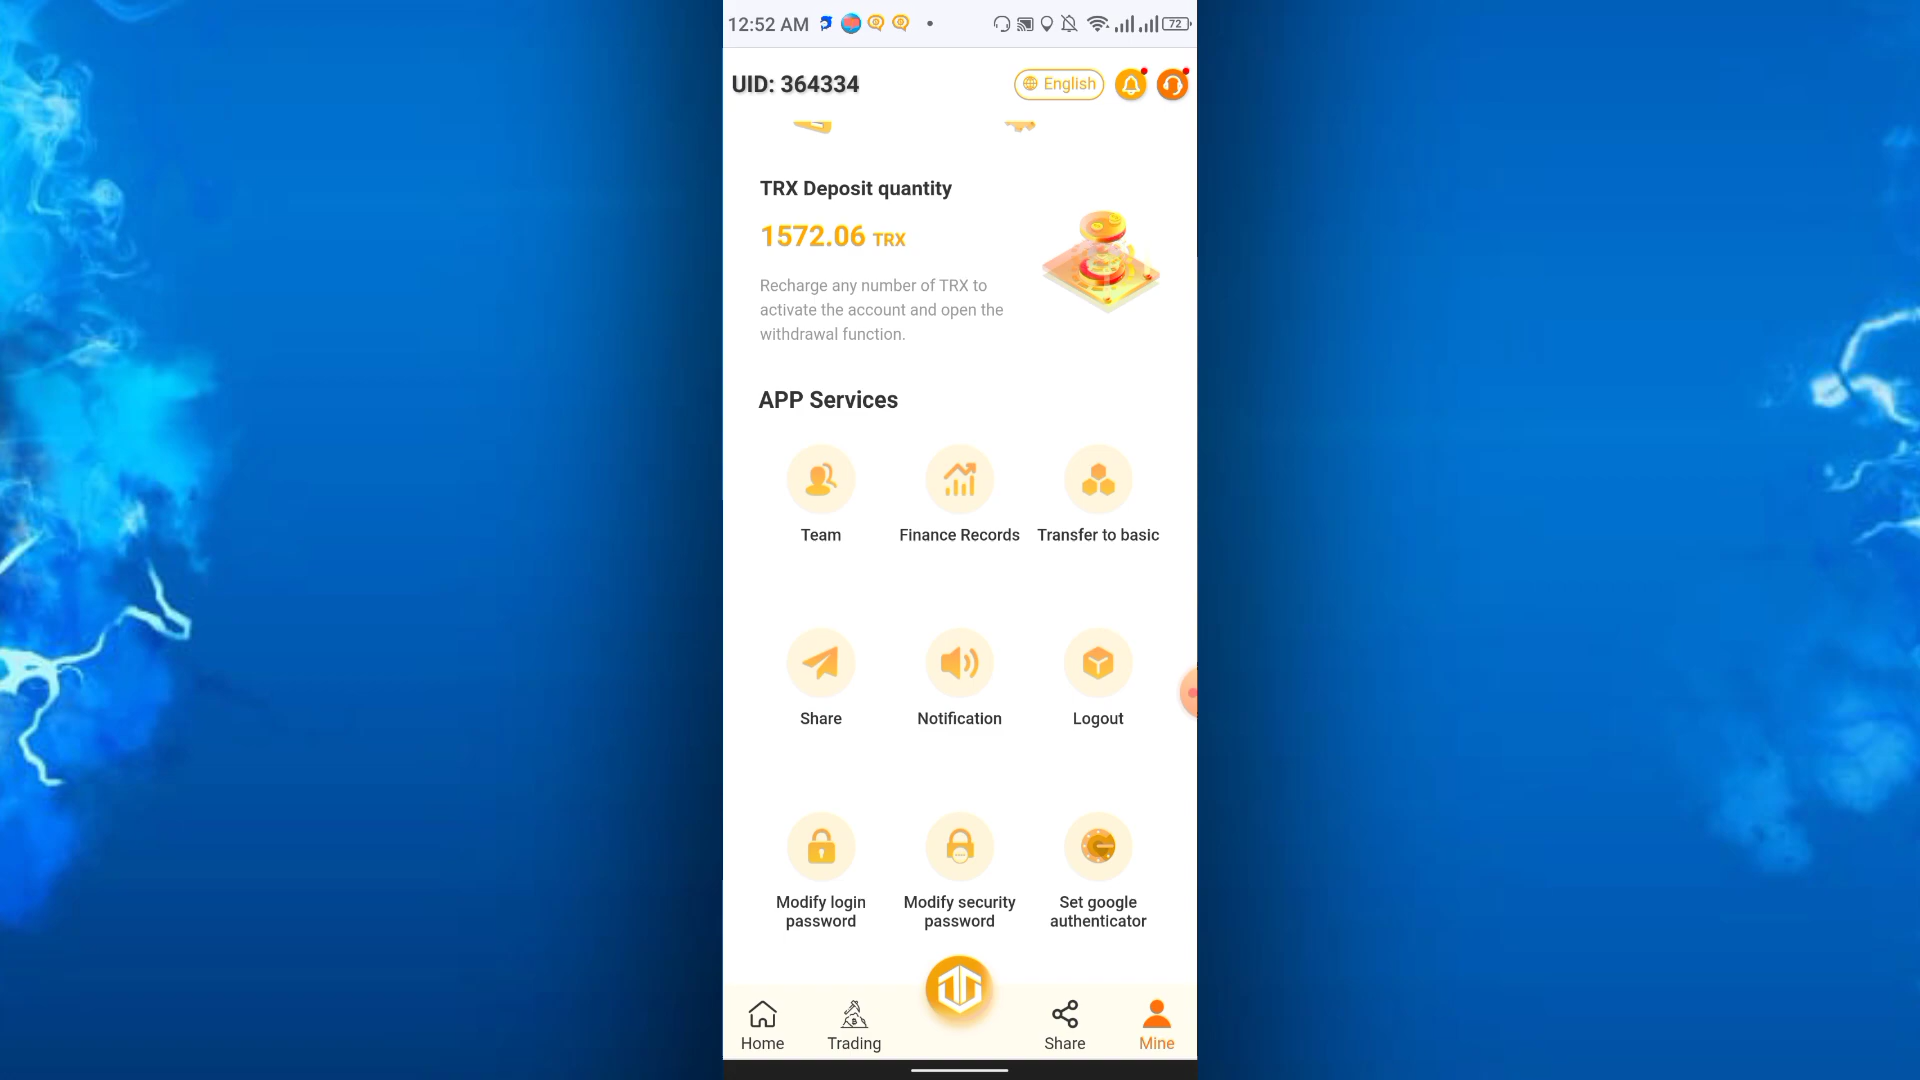 12:52 AM
72
UID: 364334
English
TRX Deposit quantity
1572.06 TRX
Recharge any number of TRX to
activate the account and open the
withdrawal function.
APP Services
Team
Finance Records
Transfer to basic
Share
Notification
Logout
Modify login
password
Modify security
password
Set google
authenticator
Home
Trading
Share
Mine